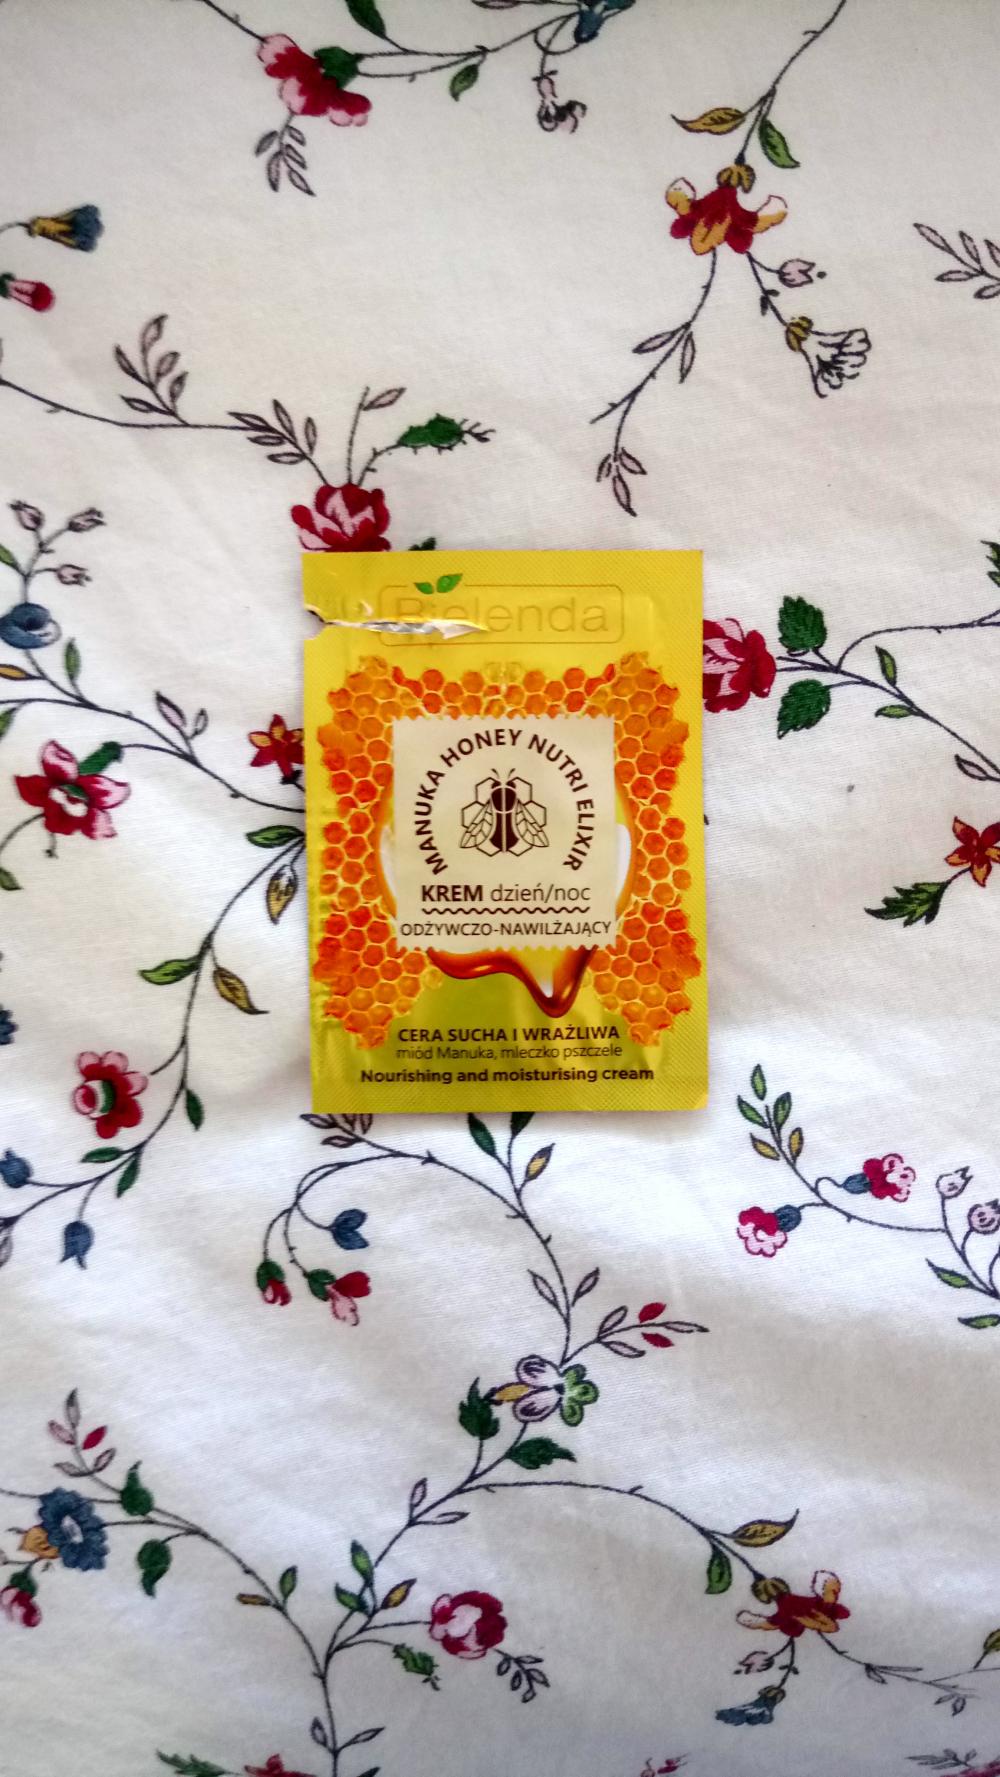 Bielenda
MANUKA HONEY NUTRI ELIXIR
KREM dzień/noc
ODŻYWCZO-NAWILŻAJĄCY
CERA SUCHA I WRAŻLIWA
miód Manuka, mleczko pszczele
Nourishing and moisturising cream